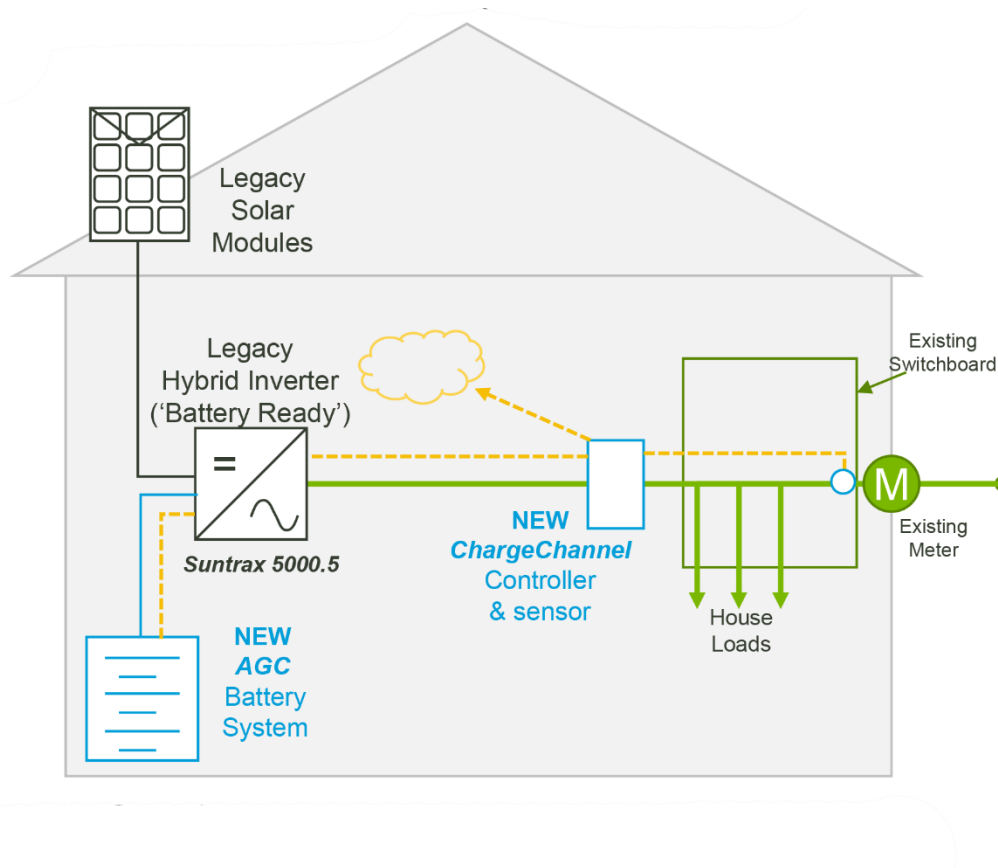 Legacy
Solar
Modules
Legacy
Hybrid Inverter
(‘Battery Ready’)
Suntrax 5000.5
NEW
AGC
Battery
System
NEW
ChargeChannel
Controller
& sensor
Existing
Switchboard
M
Existing
Meter
House
Loads